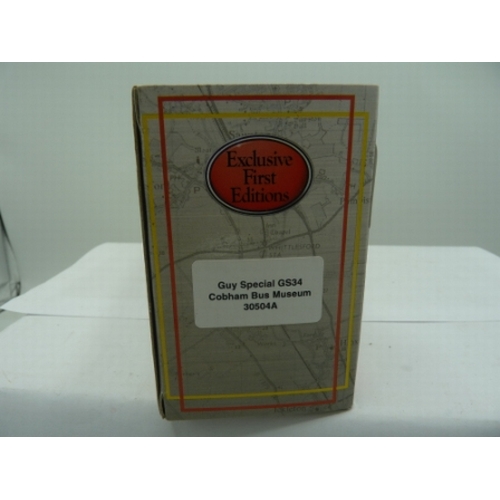 Exclusive
First
Editions
Guy Special GS34
Cobham Bus Museum
30504A